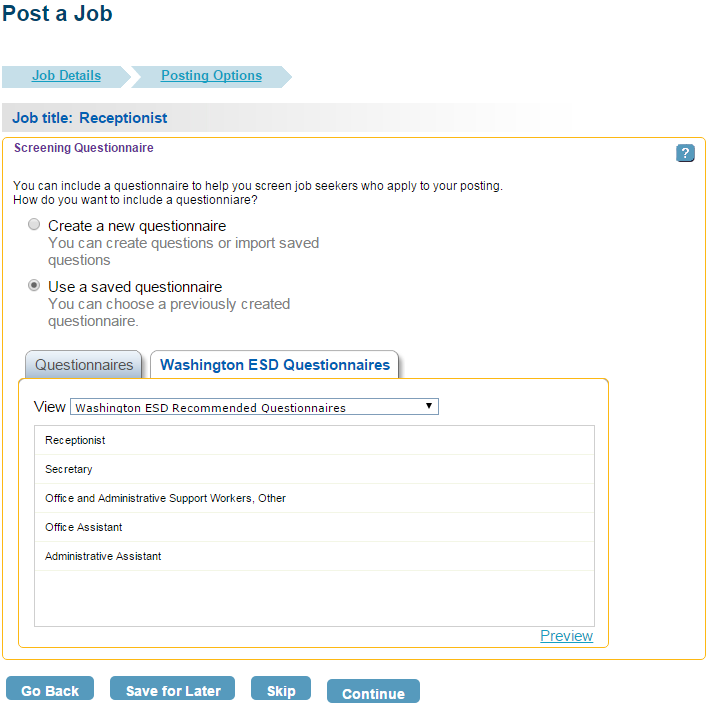 Post a Job
Job Details
Posting Options
Job title: Receptionist
Screening Questionnaire
?
You can include a questionnaire to help you screen job seekers who apply to your posting.
How do you want to include a questionniare?
Create a new questionnaire
You can create questions or import saved
questions
Use a saved questionnaire
You can choose a previously created
questionnaire.
Questionnaires
Washington ESD Questionnaires
View Washington ESD Recommended Questionnaires
Receptionist
Secretary
Office and Administrative Support Workers, Other
Office Assistant
Administrative Assistant
Preview
Go Back
Save for Later
Skip
Continue